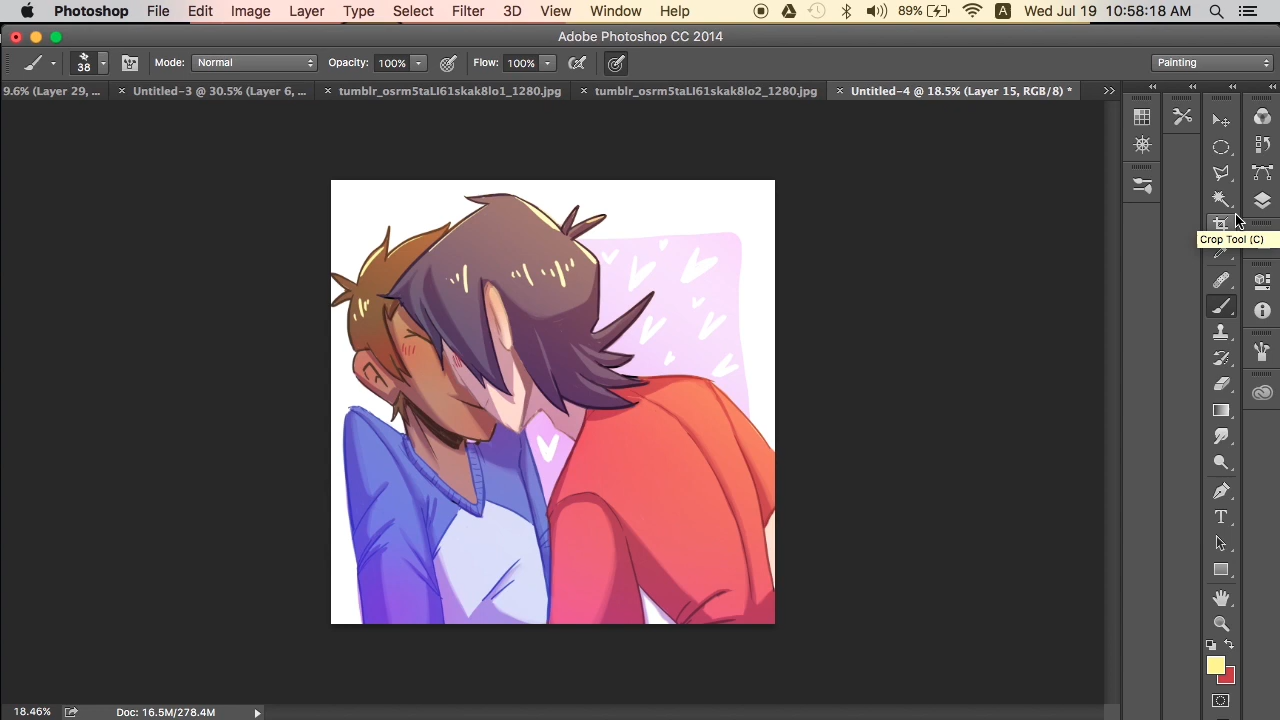 Photoshop File Edit Image Layer Type Select Filter 3D View Window Help 89% A Wed Jul 19 10:58:18 AM
Adobe Photoshop CC 2014
38 Mode: Normal Opacity: 100% Flow: 100% Painting
9.6% (Layer 29, ... × Untitled-3 @ 30.5% (Layer 6, ... × tumblr_osrm5taLl61skak8lo1_1280.jpg × tumblr_osrm5taLl61skak8lo2_1280.jpg × Untitled-4 @ 18.5% (Layer 15, RGB/8) * >>
Crop Tool (C)
T
18.46% Doc: 16.5M/278.4M